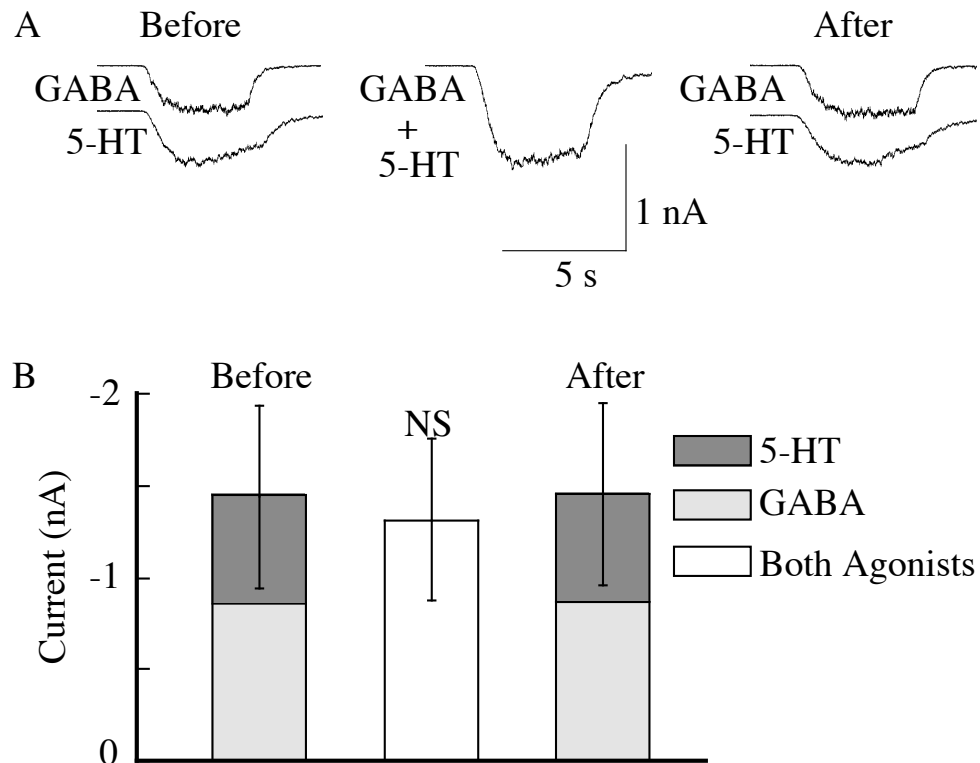 A
Before
After
GABA
5-HT
GABA
+
5-HT
GABA
5-HT
1 nA
5 s
B
Before
After
-2
NS
-1
0
Current (nA)
5-HT
GABA
Both Agonists